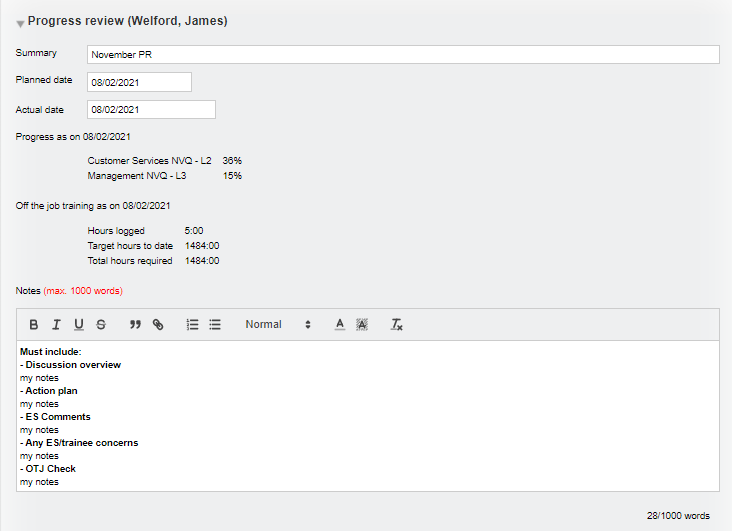 Progress review (Welford, James)
Summary November PR
Planned date 08/02/2021
Actual date 08/02/2021
Progress as on 08/02/2021
Customer Services NVQ - L2 36%
Management NVQ - L3 15%
Off the job training as on 08/02/2021
Hours logged 5:00
Target hours to date 1484:00
Total hours required 1484:00
Notes (max. 1000 words)
B I U S Normal A A Tx
Must include:
- Discussion overview
my notes
- Action plan
my notes
- ES Comments
my notes
- Any ES/trainee concerns
my notes
- OTJ Check
my notes
28/1000 words